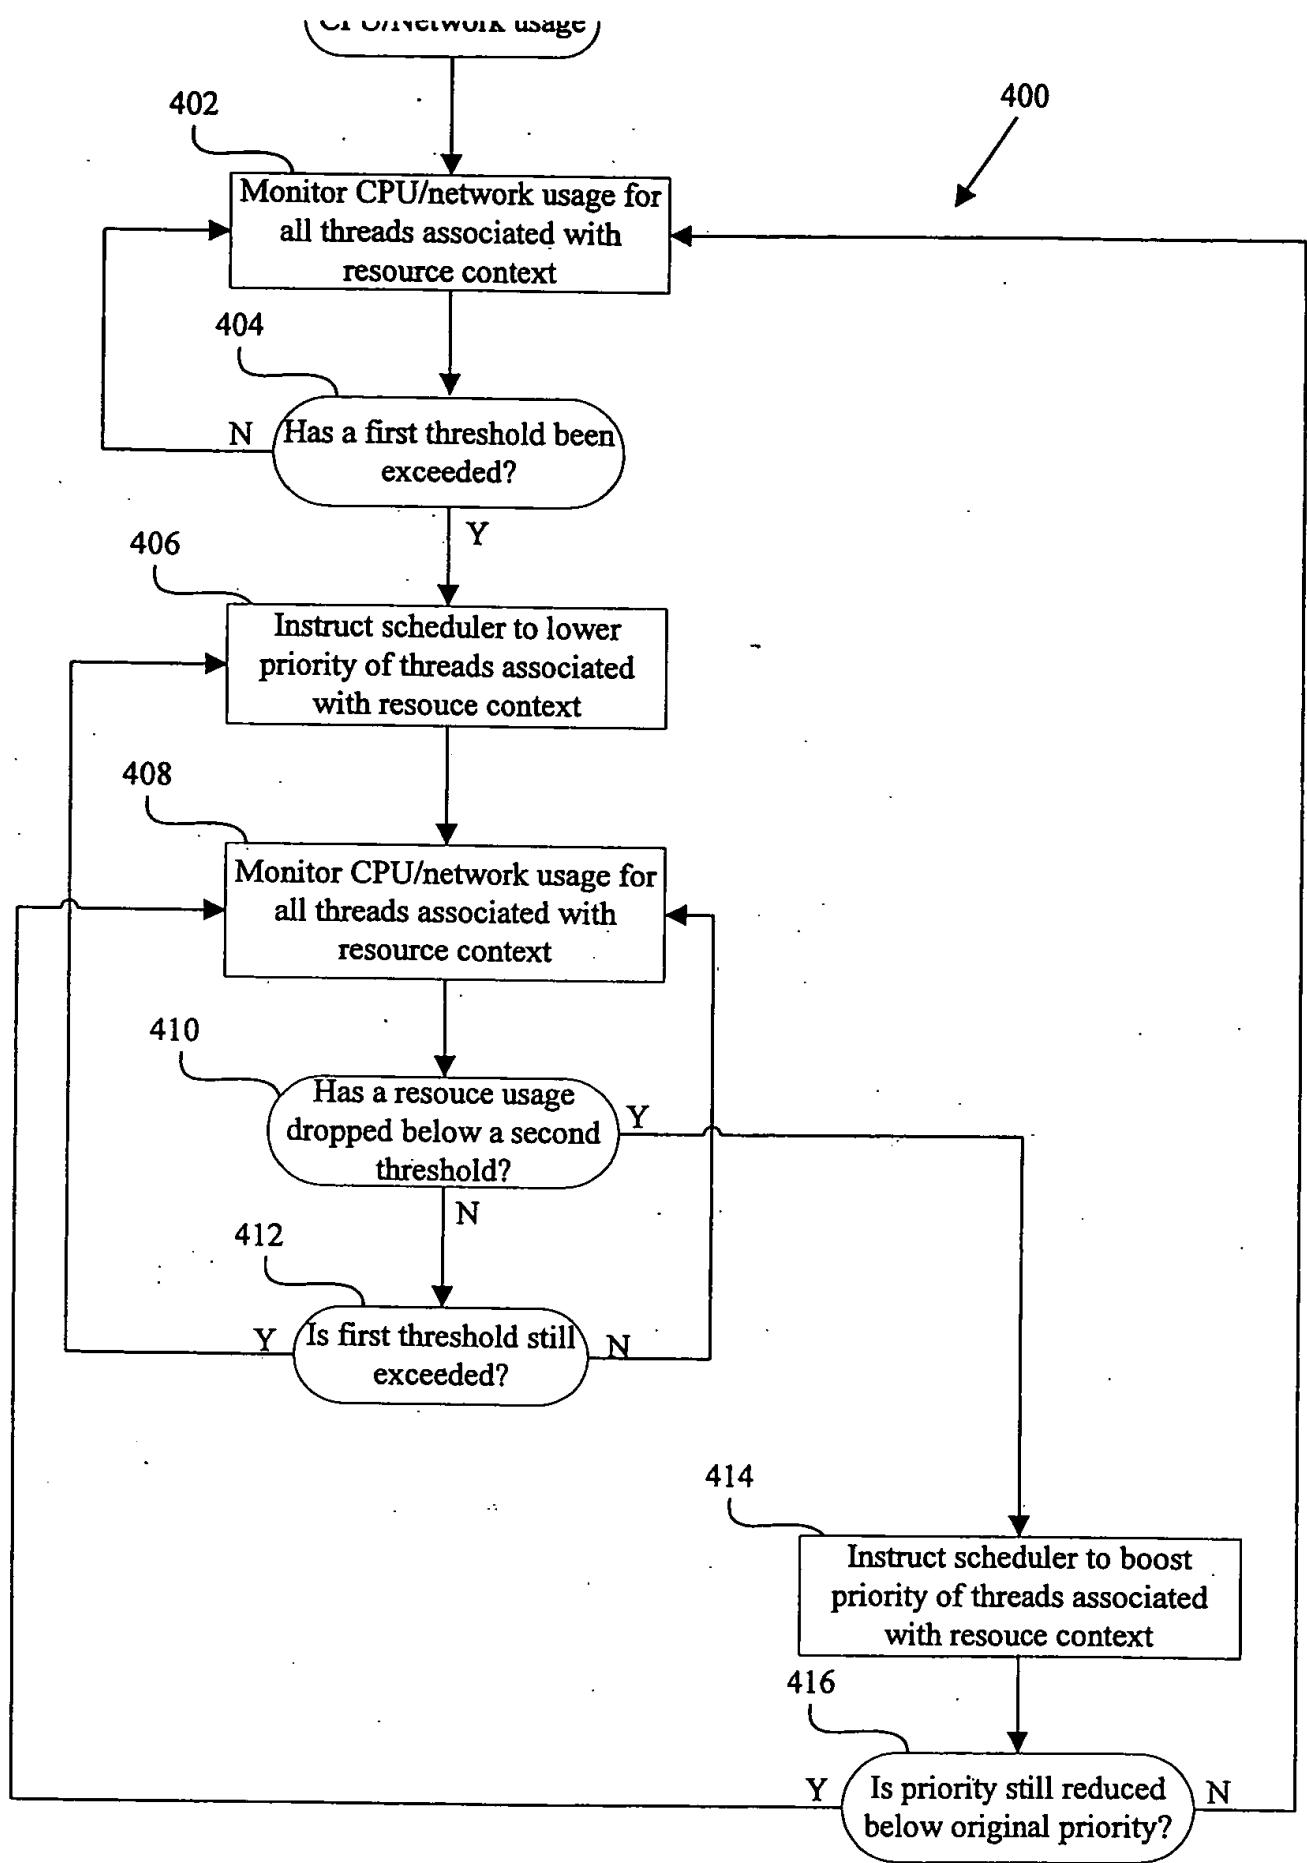 CPU/Network usage
402
400
Monitor CPU/network usage for
all threads associated with
resource context
404
N
Has a first threshold been
exceeded?
Y
406
Instruct scheduler to lower
priority of threads associated
with resouce context
408
Monitor CPU/network usage for
all threads associated with
resource context
410
Has a resouce usage
dropped below a second
threshold?
Y
N
412
Y
Is first threshold still
exceeded?
N
414
Instruct scheduler to boost
priority of threads associated
with resouce context
416
Y
Is priority still reduced
below original priority?
N